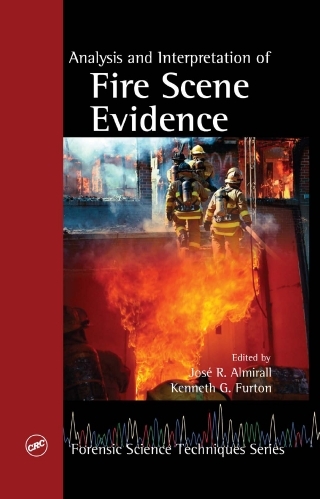 Analysis and Interpretation of
Fire Scene
Evidence
Edited by
José R. Almirall
Kenneth G. Furton
CRC
Forensic Science Techniques Series